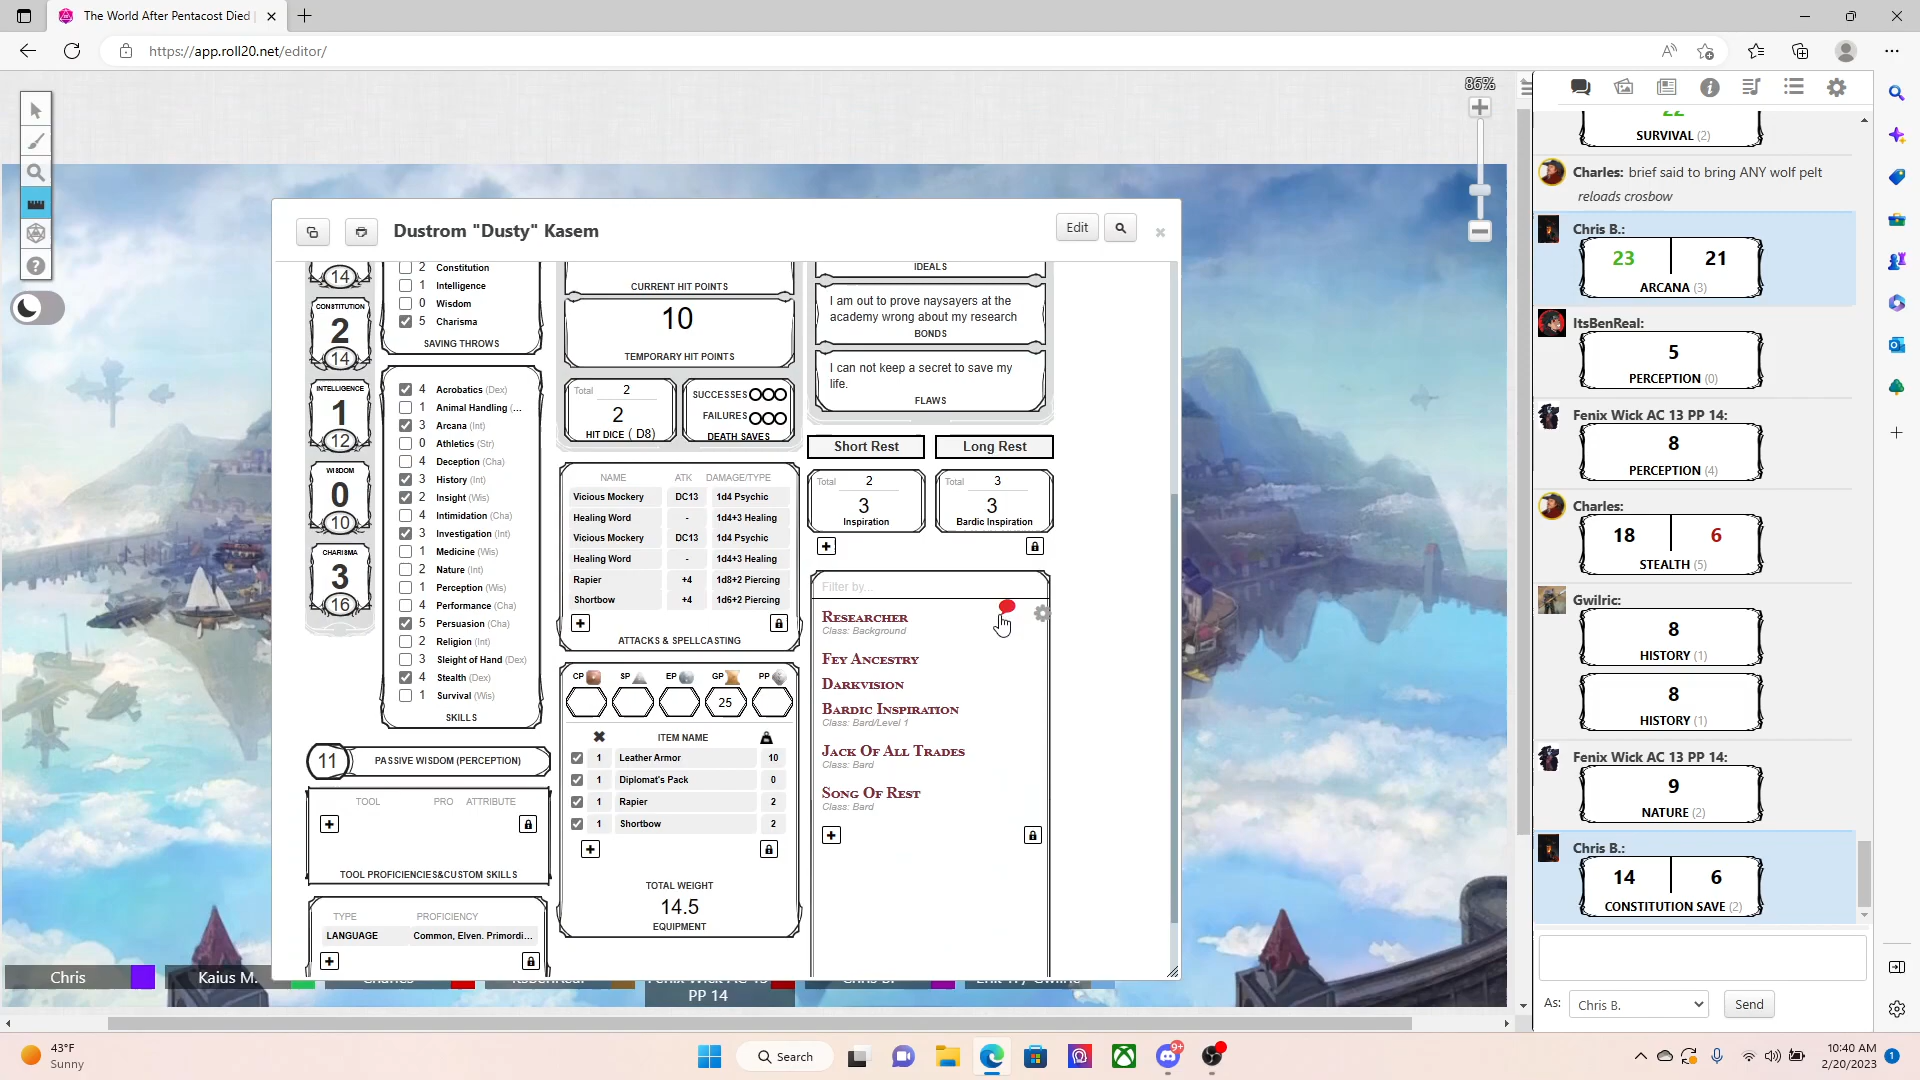 The World After Pentacost Died
https://app.roll20.net/editor/
86%
Dustrom "Dusty" Kasem
Edit
14
CONSTITUTION
2
14
INTELLIGENCE
1
12
WISDOM
0
10
CHARISMA
3
16
2 Constitution
1 Intelligence
0 Wisdom
5 Charisma
SAVING THROWS
4 Acrobatics (Dex)
1 Animal Handling (...
3 Arcana (Int)
0 Athletics (Str)
4 Deception (Cha)
3 History (Int)
2 Insight (Wis)
4 Intimidation (Cha)
3 Investigation (Int)
1 Medicine (Wis)
2 Nature (Int)
1 Perception (Wis)
4 Performance (Cha)
5 Persuasion (Cha)
2 Religion (Int)
3 Sleight of Hand (Dex)
4 Stealth (Dex)
1 Survival (Wis)
SKILLS
11 PASSIVE WISDOM (PERCEPTION)
TOOL PRO ATTRIBUTE
TOOL PROFICIENCIES&CUSTOM SKILLS
TYPE PROFICIENCY
LANGUAGE Common, Elven. Primordi...
CURRENT HIT POINTS
10
TEMPORARY HIT POINTS
Total 2
2
HIT DICE ( D8)
SUCCESSES
FAILURES
DEATH SAVES
NAME ATK DAMAGE/TYPE
Vicious Mockery DC13 1d4 Psychic
Healing Word - 1d4+3 Healing
Vicious Mockery DC13 1d4 Psychic
Healing Word - 1d4+3 Healing
Rapier +4 1d8+2 Piercing
Shortbow +4 1d6+2 Piercing
ATTACKS & SPELLCASTING
CP SP EP GP PP
25
ITEM NAME
1 Leather Armor 10
1 Diplomat's Pack 0
1 Rapier 2
1 Shortbow 2
TOTAL WEIGHT
14.5
EQUIPMENT
IDEALS
I am out to prove naysayers at the
academy wrong about my research
BONDS
I can not keep a secret to save my
life.
FLAWS
Short Rest
Long Rest
Total 2
3
Inspiration
Total 3
3
Bardic Inspiration
Filter by...
RESEARCHER
Class: Background
FEY ANCESTRY
DARKVISION
BARDIC INSPIRATION
Class: Bard/Level 1
JACK OF ALL TRADES
Class: Bard
SONG OF REST
Class: Bard
Chris
Kaius M.
Charles
ItsBenReal
Fenix Wick AC 13
PP 14
Chris B.
SURVIVAL (2)
Charles: brief said to bring ANY wolf pelt
reloads crosbow
Chris B.:
23 21
ARCANA (3)
ItsBenReal:
5
PERCEPTION (0)
Fenix Wick AC 13 PP 14:
8
PERCEPTION (4)
Charles:
18 6
STEALTH (5)
Gwilric:
8
HISTORY (1)
8
HISTORY (1)
Fenix Wick AC 13 PP 14:
9
NATURE (2)
Chris B.:
14 6
CONSTITUTION SAVE (2)
As: Chris B.
Send
43°F
Sunny
Search
9+
10:40 AM
2/20/2023
1